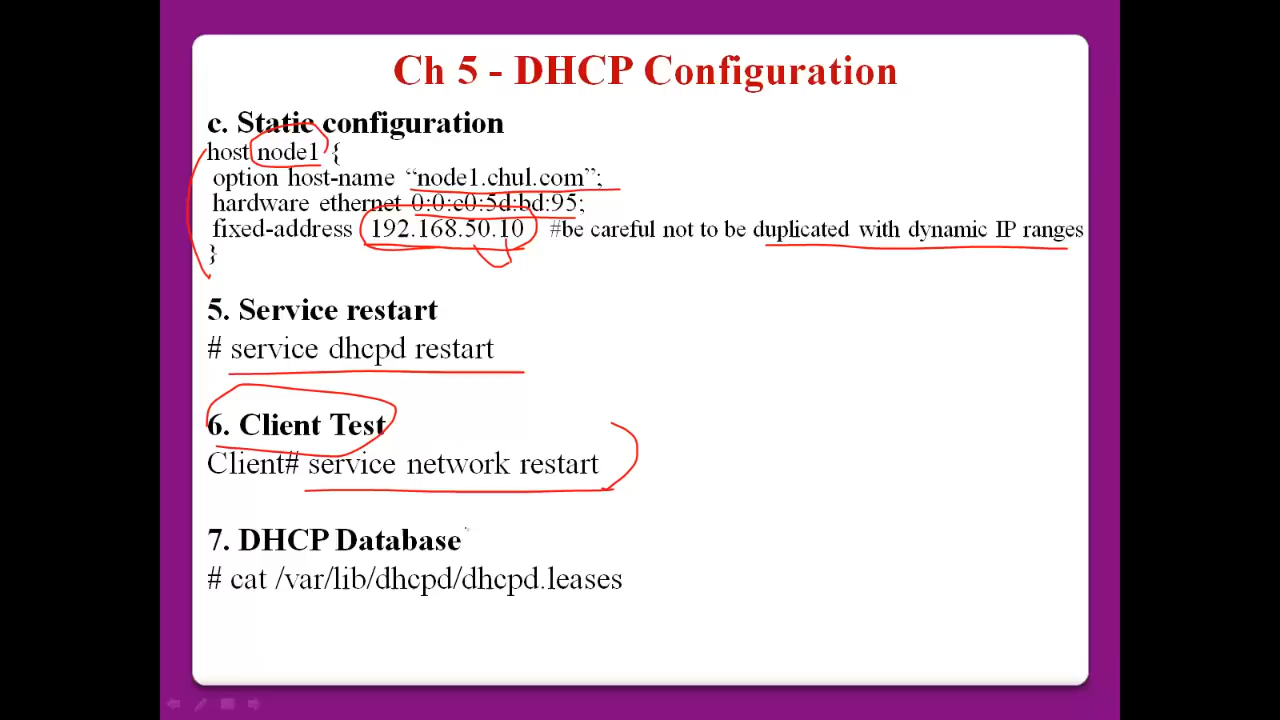 Ch 5 - DHCP Configuration
c. Static configuration
host node1 {
option host-name “node1.chul.com”;
hardware ethernet 0:0:c0:5d:bd:95;
fixed-address 192.168.50.10 #be careful not to be duplicated with dynamic IP ranges
}
5. Service restart
# service dhcpd restart
6. Client Test
Client# service network restart
7. DHCP Database
# cat /var/lib/dhcpd/dhcpd.leases